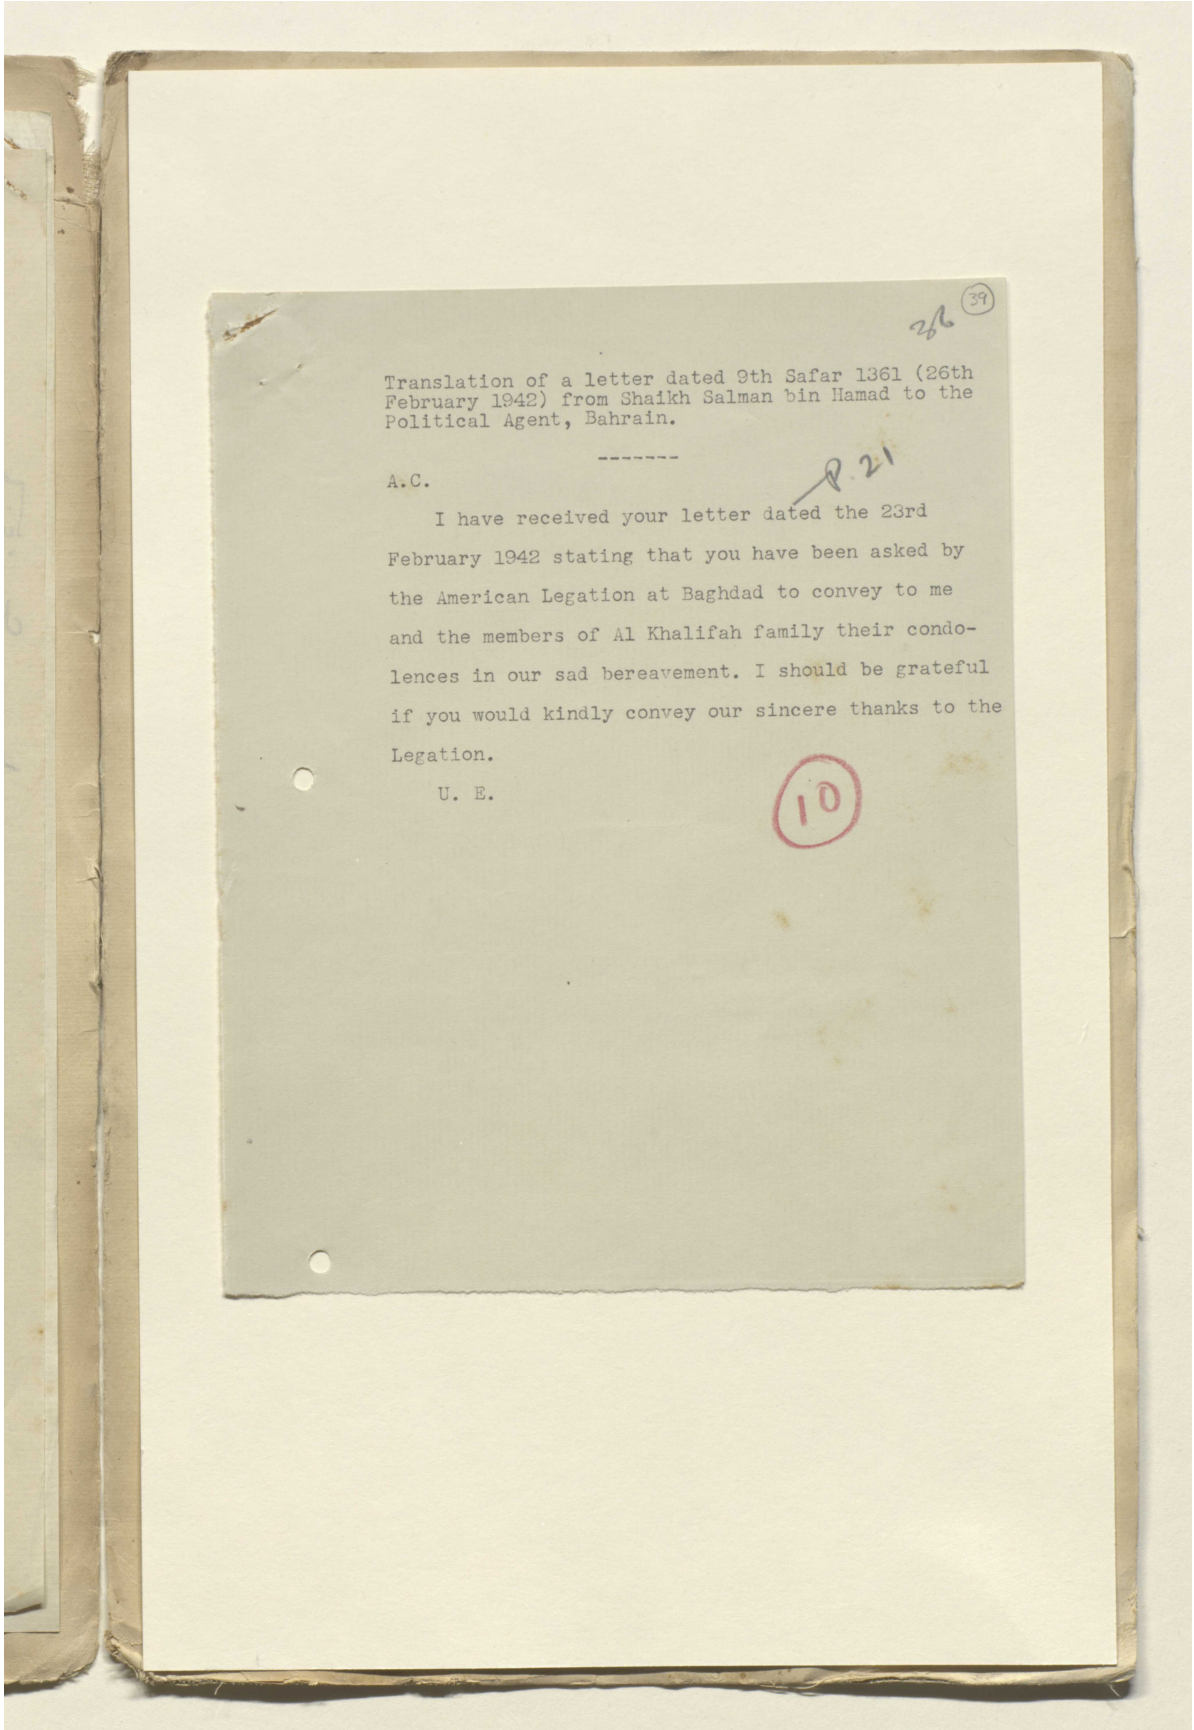 39
36
Translation of a letter dated 9th Safar 1361 (26th
February 1942) from Shaikh Salman bin Hamad to the
Political Agent, Bahrain.
-------
P. 21
A.C.
I have received your letter dated the 23rd
February 1942 stating that you have been asked by
the American Legation at Baghdad to convey to me
and the members of Al Khalifah family their condo-
lences in our sad bereavement. I should be grateful
if you would kindly convey our sincere thanks to the
Legation.
U. E.
10